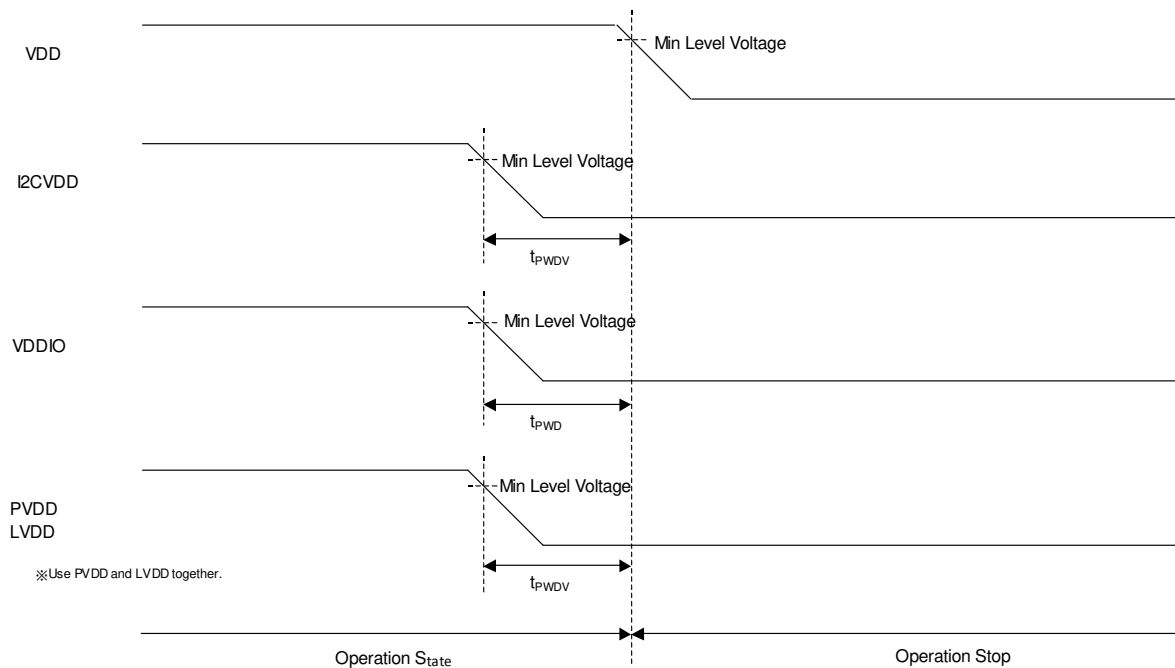 VDD
Min Level Voltage
I2CVDD
Min Level Voltage
tPWDV
VDDIO
Min Level Voltage
tPWD
PVDD
LVDD
Min Level Voltage
※Use PVDD and LVDD together.
tPWDV
Operation State
Operation Stop